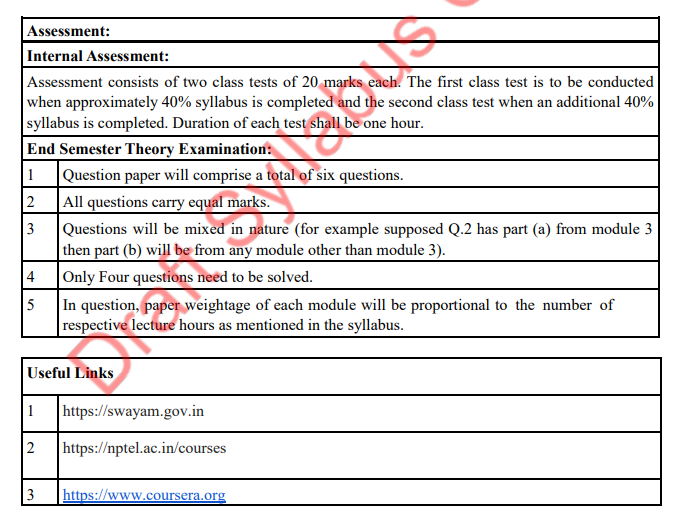 Assessment:
Internal Assessment:
Assessment consists of two class tests of 20 marks each. The first class test is to be conducted
when approximately 40% syllabus is completed and the second class test when an additional 40%
syllabus is completed. Duration of each test shall be one hour.
End Semester Theory Examination:
1 Question paper will comprise a total of six questions.
2 All questions carry equal marks.
3 Questions will be mixed in nature (for example supposed Q.2 has part (a) from module 3
then part (b) will be from any module other than module 3).
4 Only Four questions need to be solved.
5 In question, paper weightage of each module will be proportional to the number of
respective lecture hours as mentioned in the syllabus.
Useful Links
1 https://swayam.gov.in
2 https://nptel.ac.in/courses
3 https://www.coursera.org
Draft Syllabus